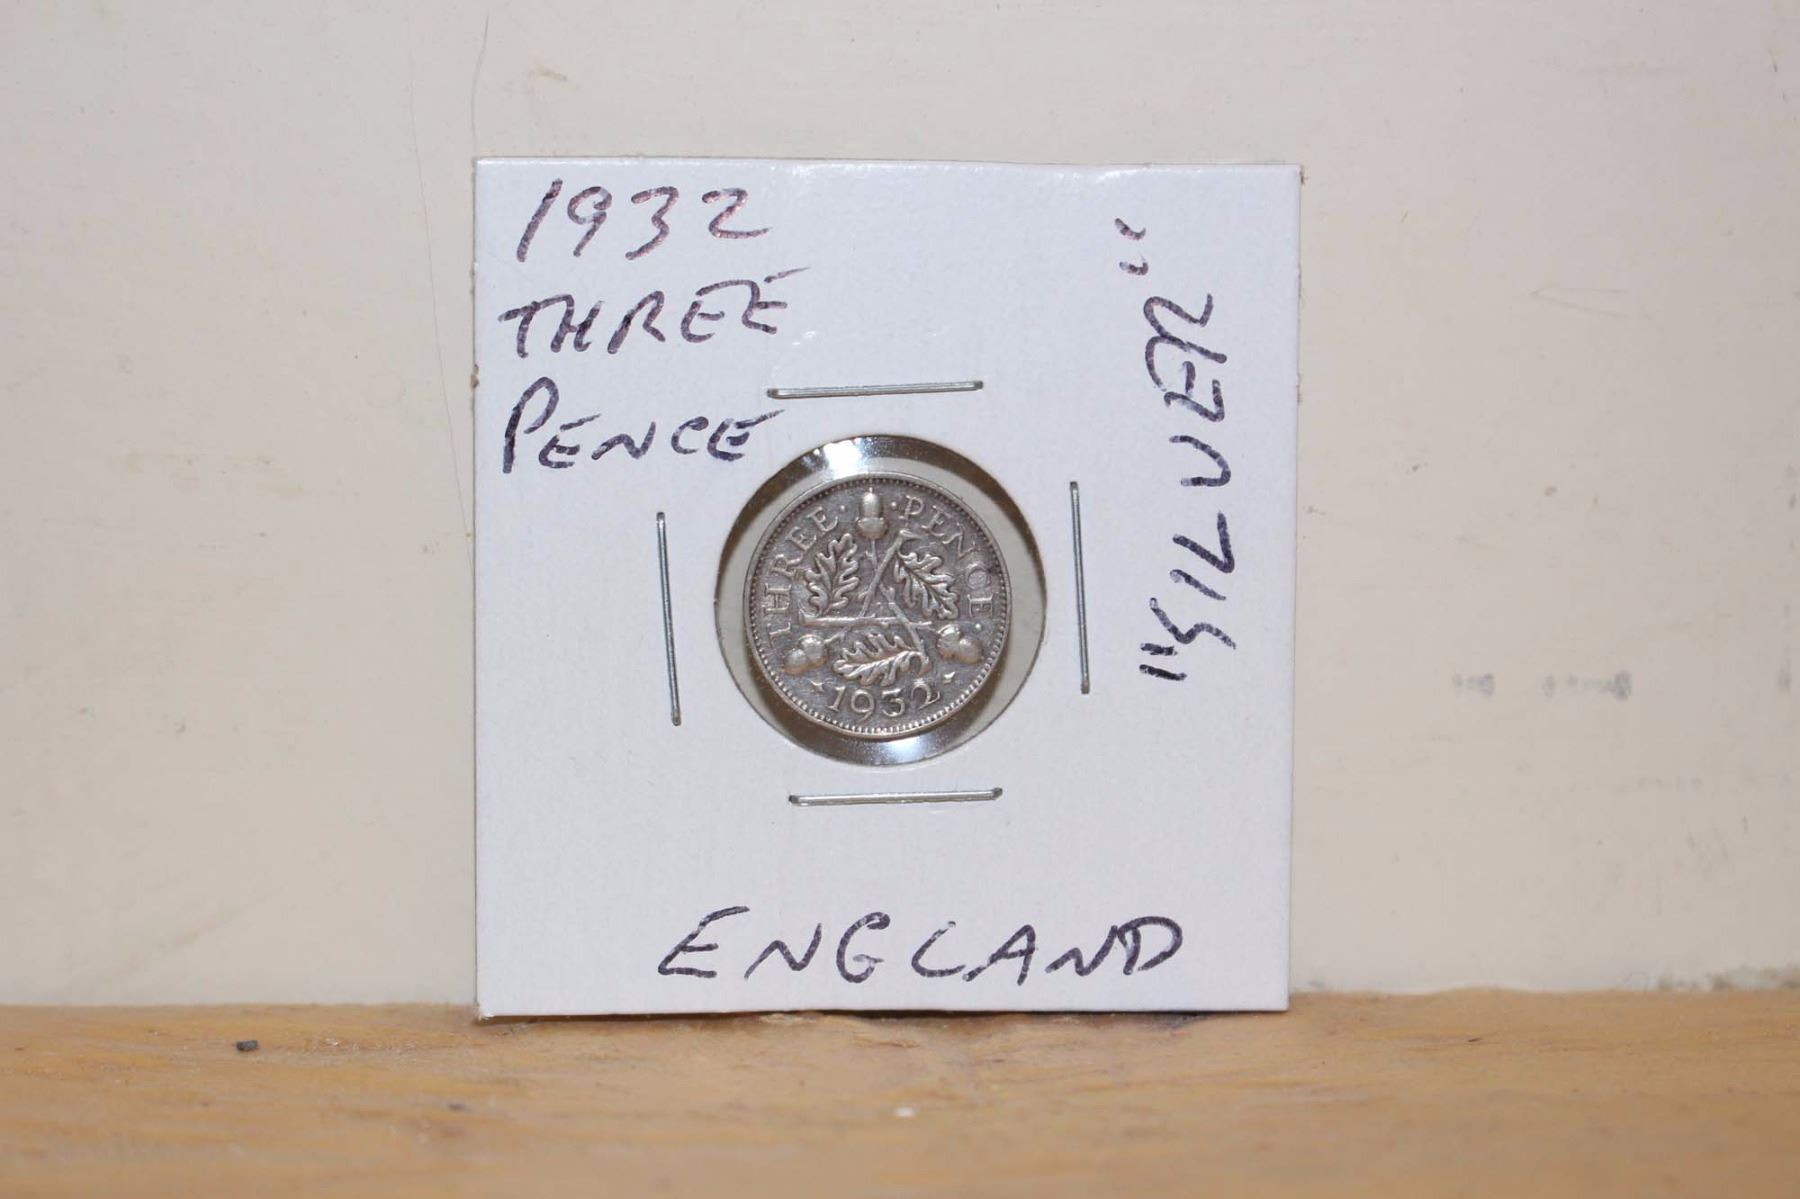 1932
THREE
PENCE
"SILVER"
THREE · PENCE ·
· 1932 ·
ENGLAND